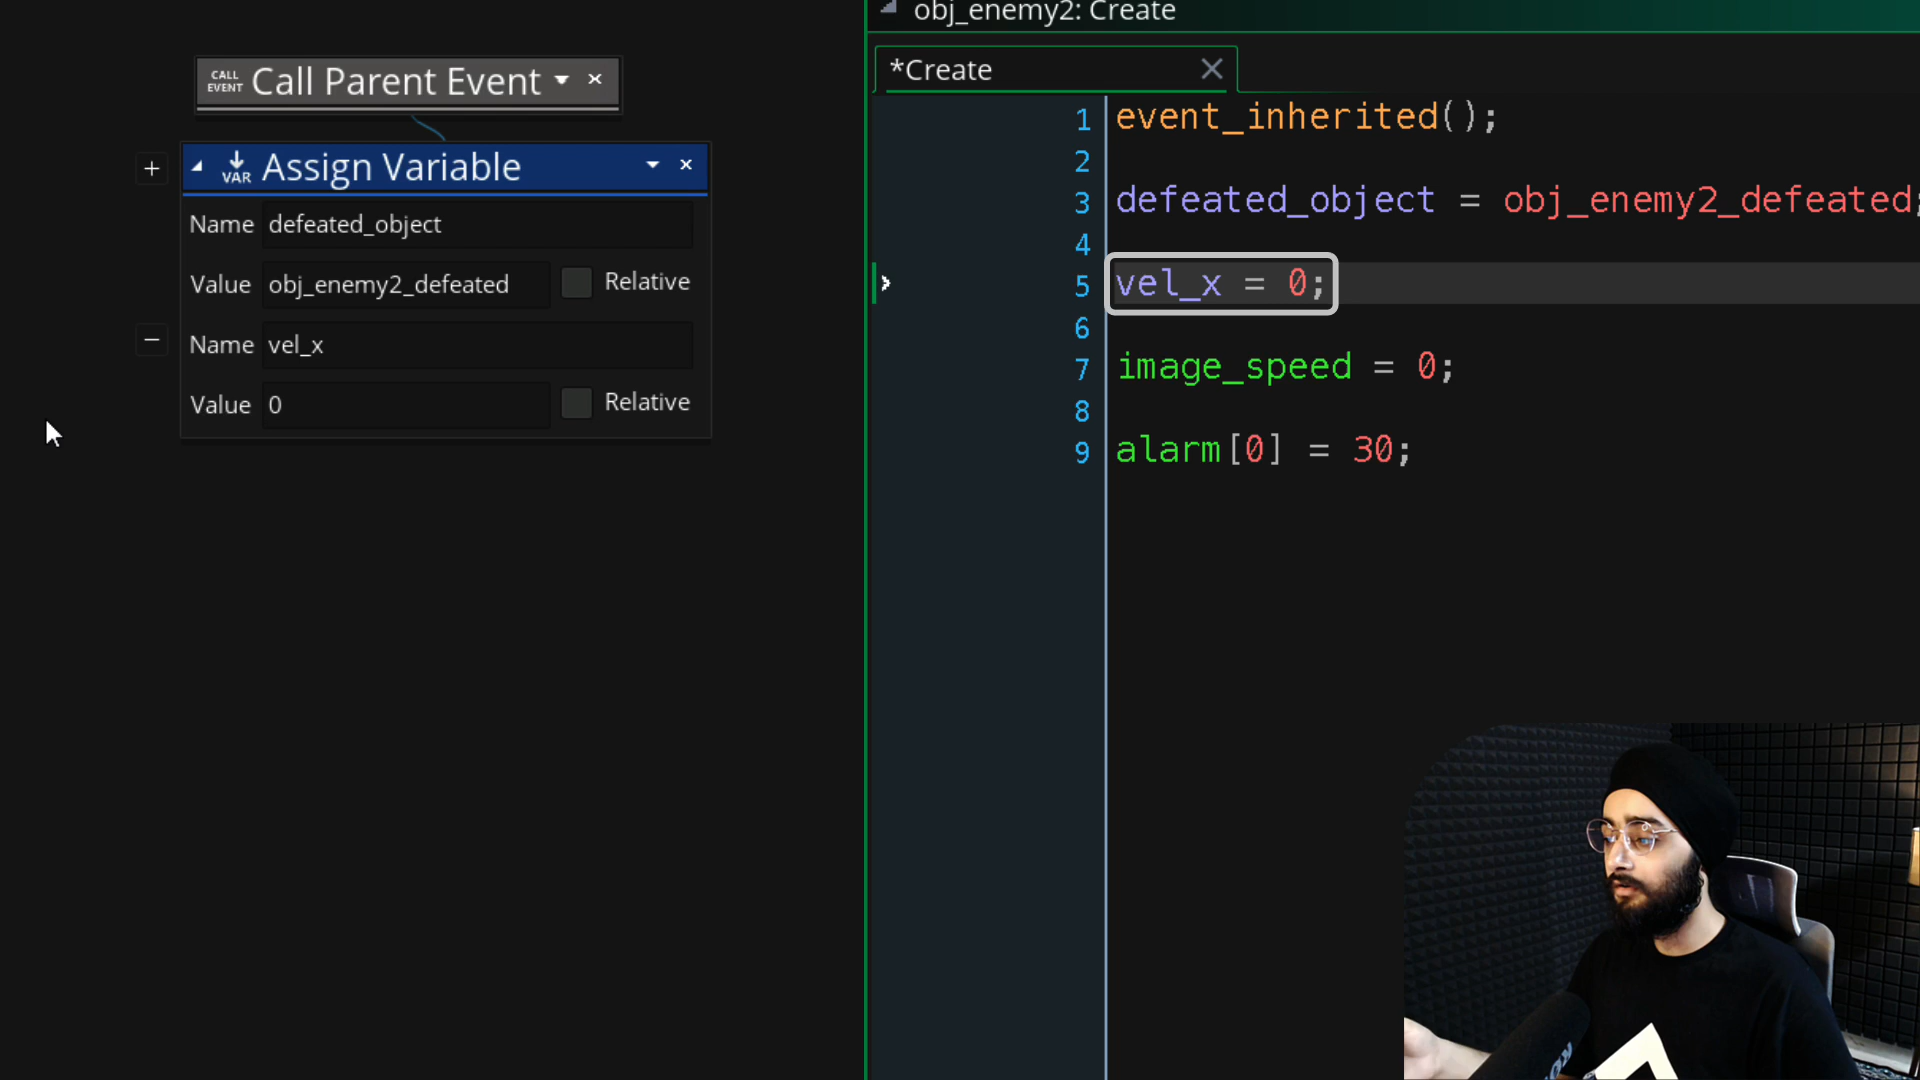 CALL EVENT Call Parent Event
VAR Assign Variable
Name defeated_object
Value obj_enemy2_defeated Relative
Name vel_x
Value 0 Relative
obj_enemy2: Create
*Create
1 event_inherited();
2
3 defeated_object = obj_enemy2_defeated;
4
5 vel_x = 0;
6
7 image_speed = 0;
8
9 alarm[0] = 30;